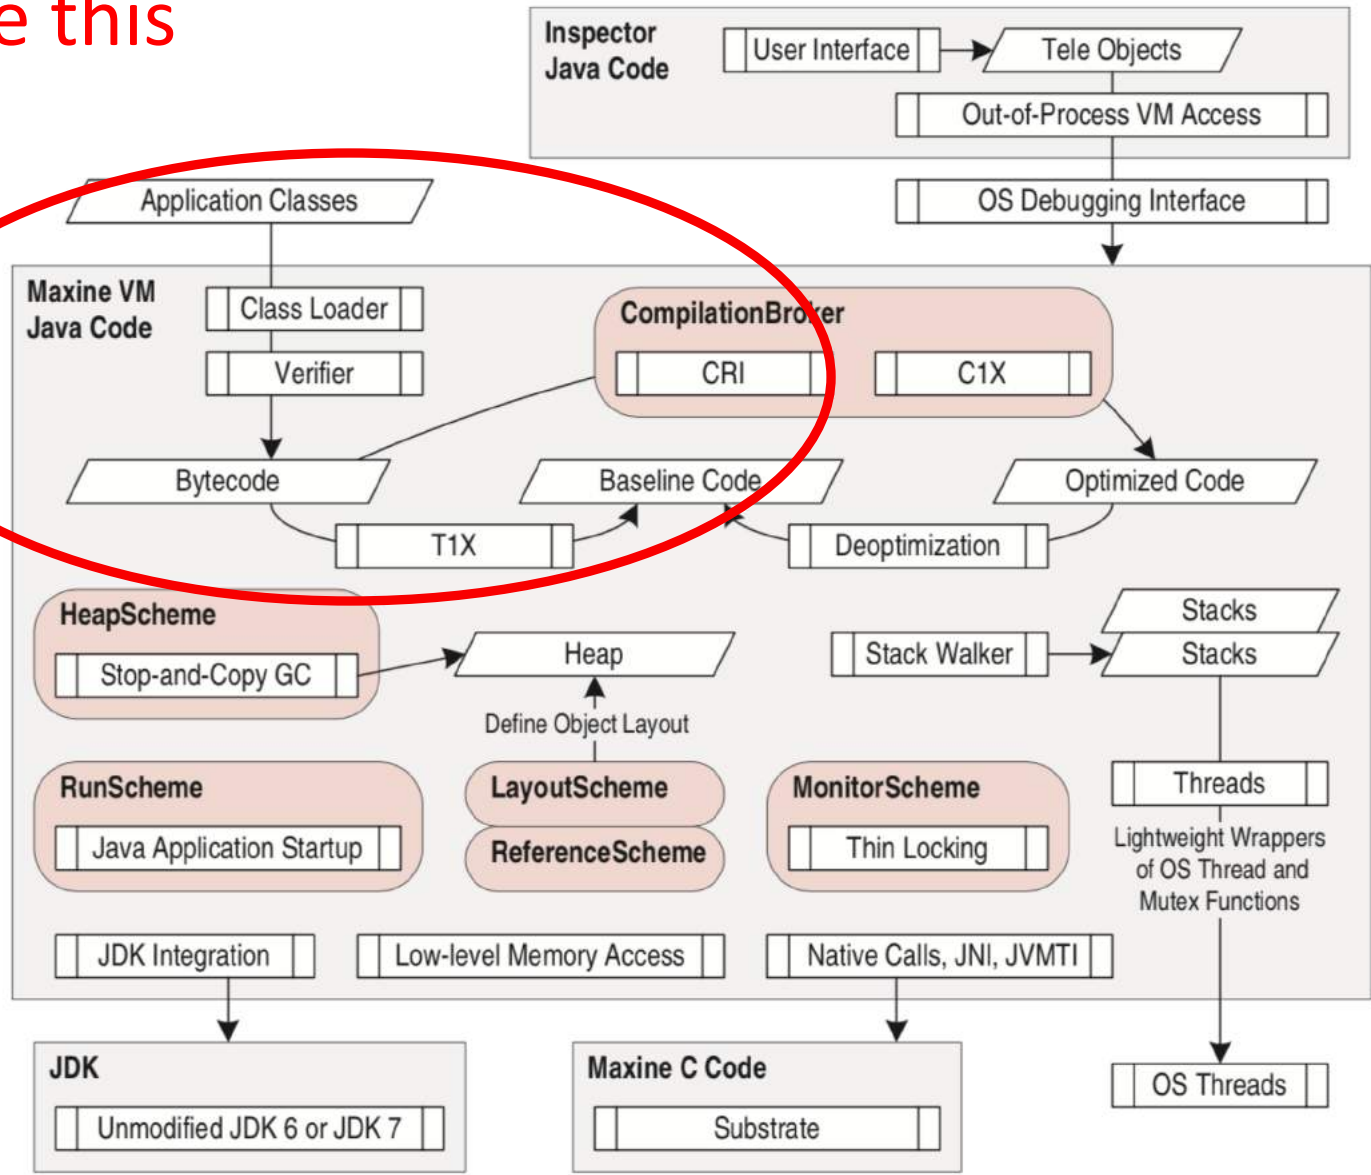 e this
Inspector
Java Code
User Interface
Tele Objects
Out-of-Process VM Access
OS Debugging Interface
Application Classes
Maxine VM
Java Code
Class Loader
Verifier
CompilationBroker
CRI
C1X
Bytecode
Baseline Code
Optimized Code
T1X
Deoptimization
HeapScheme
Stop-and-Copy GC
Heap
Stack Walker
Stacks
Stacks
Define Object Layout
RunScheme
Java Application Startup
LayoutScheme
ReferenceScheme
MonitorScheme
Thin Locking
Threads
Lightweight Wrappers
of OS Thread and
Mutex Functions
JDK Integration
Low-level Memory Access
Native Calls, JNI, JVMTI
JDK
Unmodified JDK 6 or JDK 7
Maxine C Code
Substrate
OS Threads